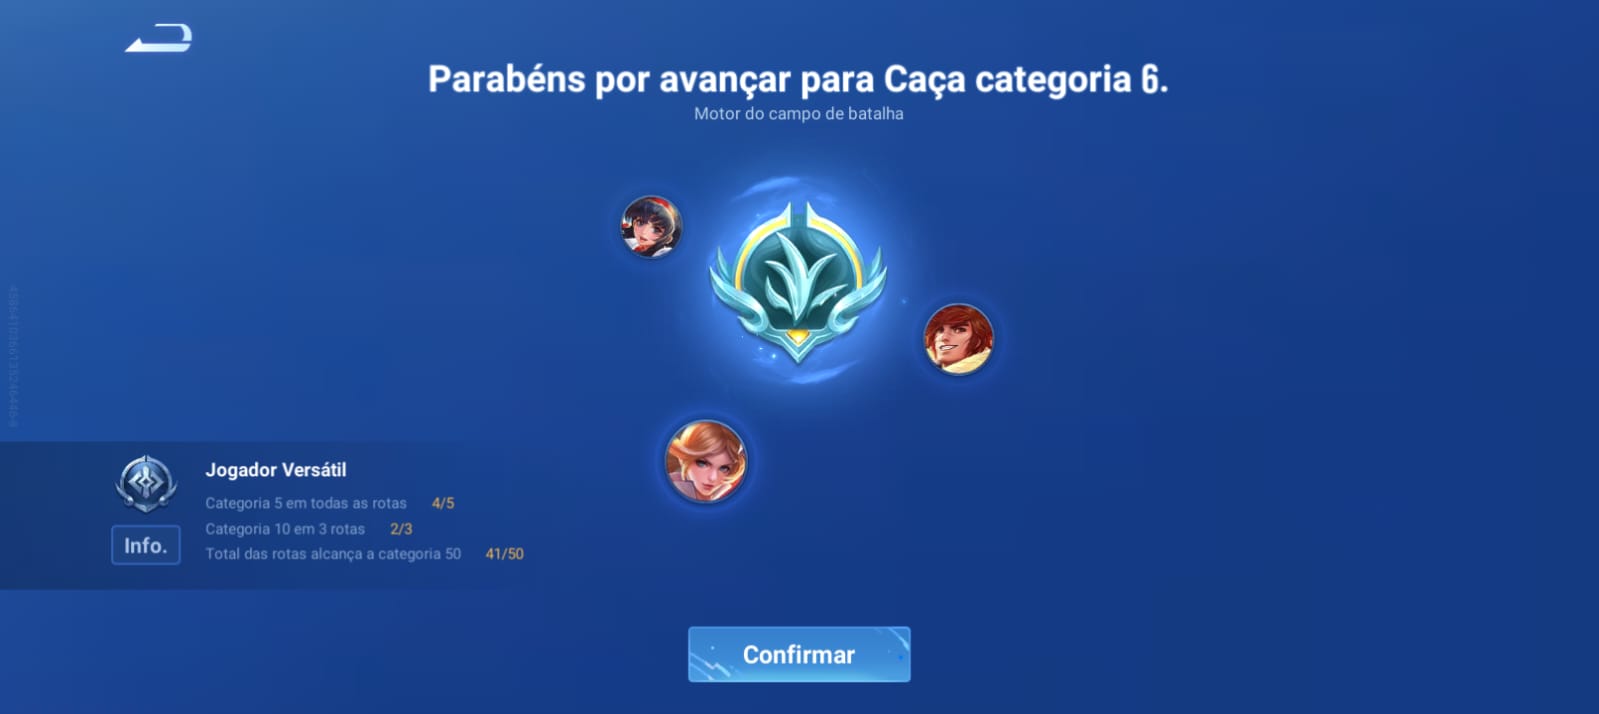 Parabéns por avançar para Caça categoria 6.
Motor do campo de batalha
Jogador Versátil
Categoria 5 em todas as rotas 4/5
Categoria 10 em 3 rotas 2/3
Info.
Total das rotas alcança a categoria 50 41/50
Confirmar